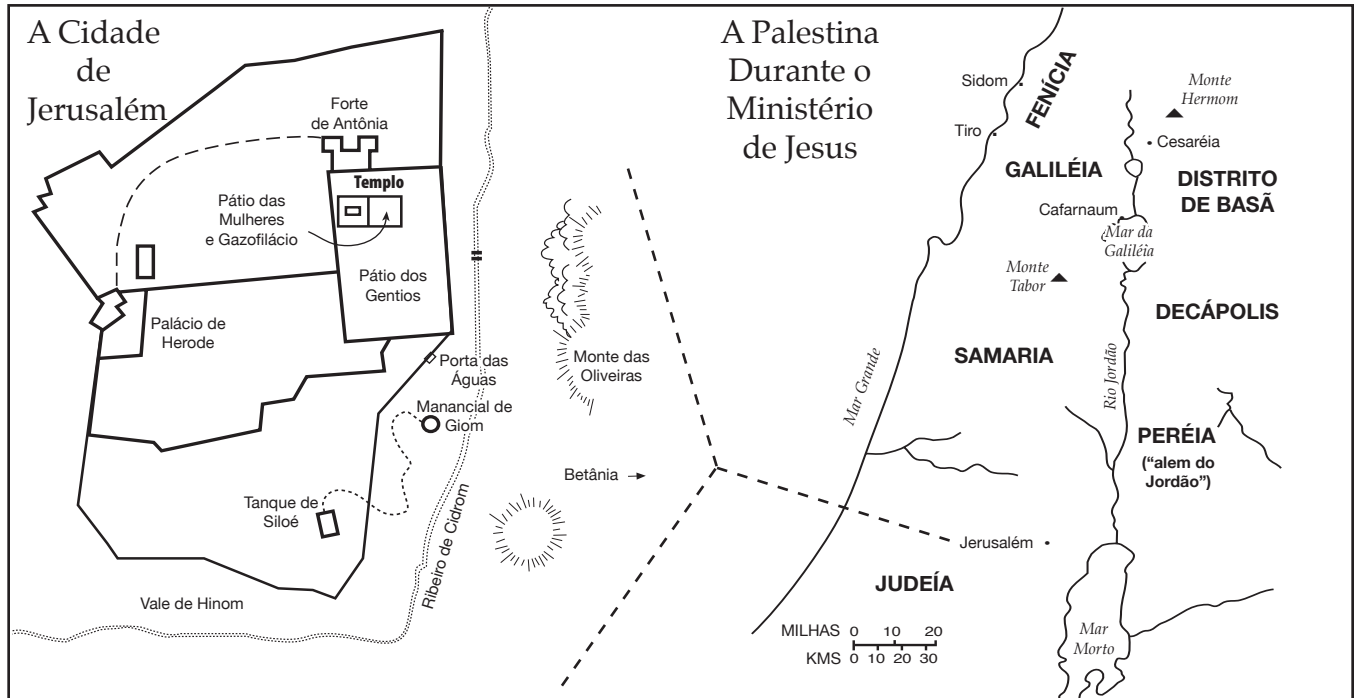 A Cidade
de
Jerusalém
Forte
de Antônia
Templo
Pátio das
Mulheres
e Gazofilácio
Pátio dos
Gentios
Palácio de
Herode
Porta das
Águas
Manancial de
Giom
Monte das
Oliveiras
Betânia
Tanque de
Siloé
Ribeiro de Cidrom
Vale de Hinom
A Palestina
Durante o
Ministério
de Jesus
Sidom
Tiro
FENÍCIA
Monte
Hermom
Cesaréia
GALILÉIA
DISTRITO
DE BASÃ
Cafarnaum
Mar da
Galiléia
Monte
Tabor
DECÁPOLIS
SAMARIA
Mar Grande
Rio Jordão
PERÉIA
(“alem do
Jordão”)
Jerusalém
JUDEÍA
Mar
Morto
MILHAS 0 10 20
KMS 0 10 20 30